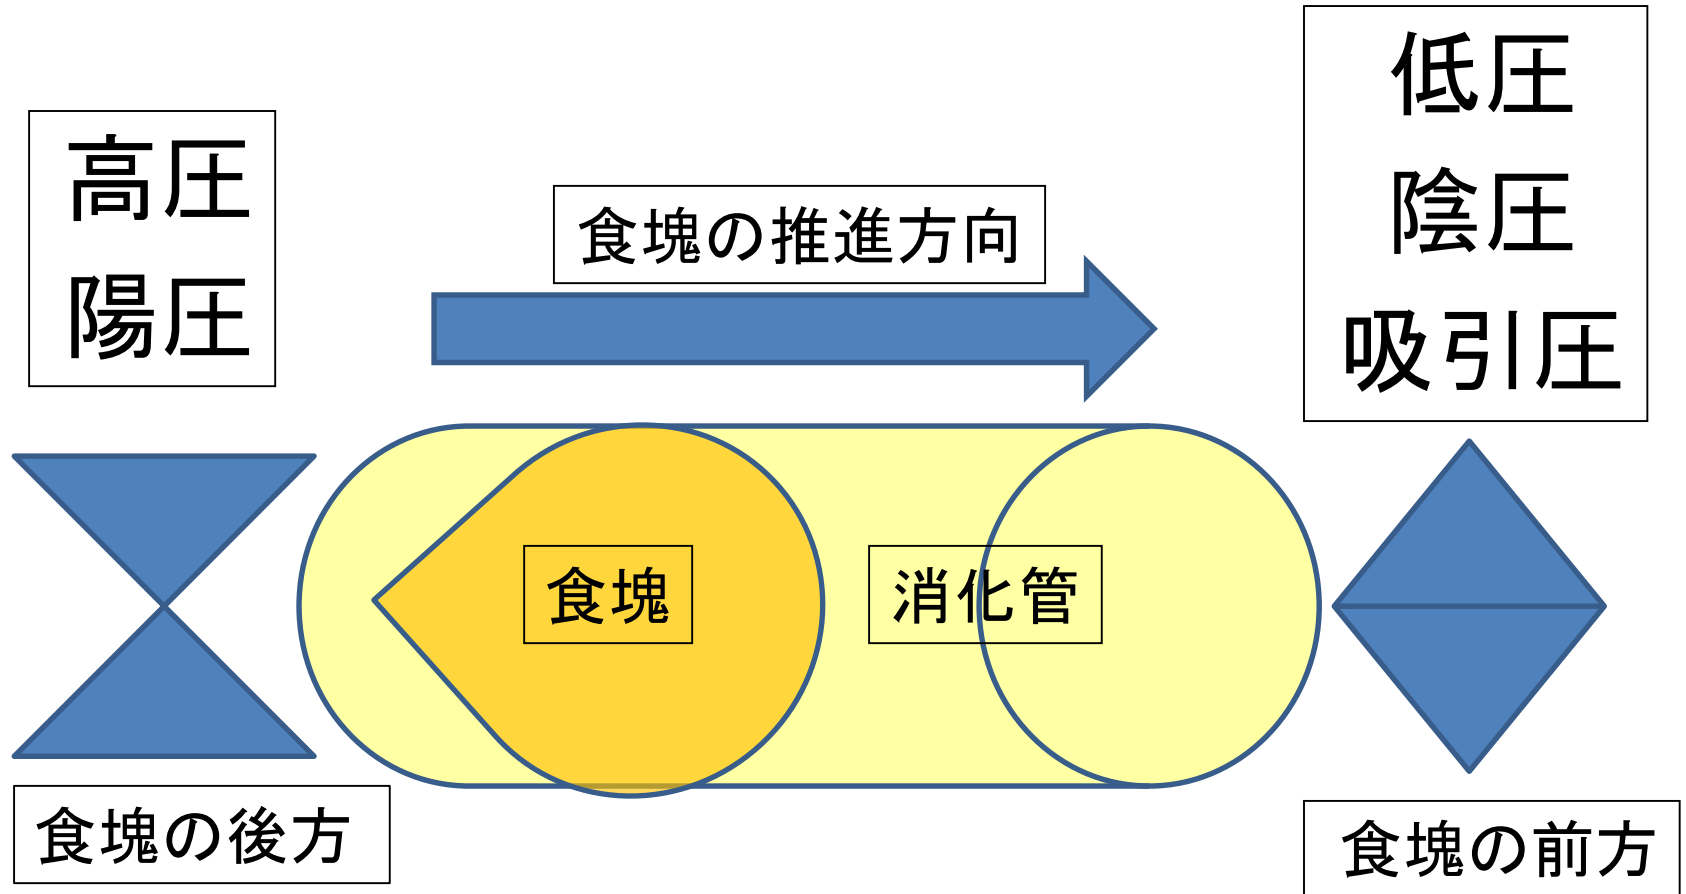 高圧
陽圧
食塊の推進方向
低圧
陰圧
吸引圧
食塊
消化管
食塊の後方
食塊の前方